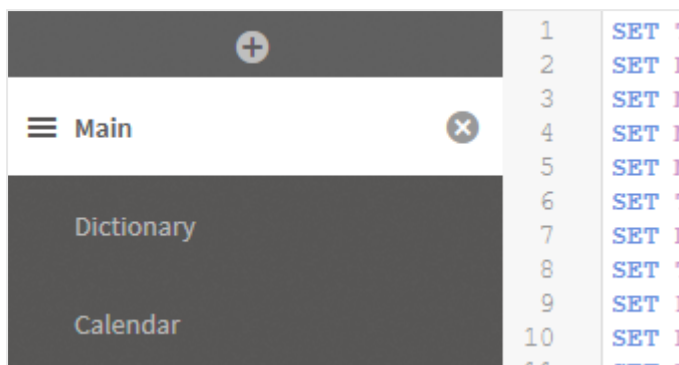 Main
Dictionary
Calendar
1 SET
2 SET
3 SET
4 SET
5 SET
6 SET
7 SET
8 SET
9 SET
10 SET